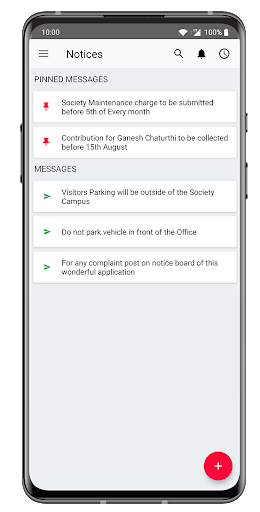 10:00
Notices
PINNED MESSAGES
Society Maintenance charge to be submitted
before 5th of Every month
Contribution for Ganesh Chaturthi to be collected
before 15th August
MESSAGES
Visitors Parking will be outside of the Society
Campus
Do not park vehicle in front of the Office
For any complaint post on notice board of this
wonderful application